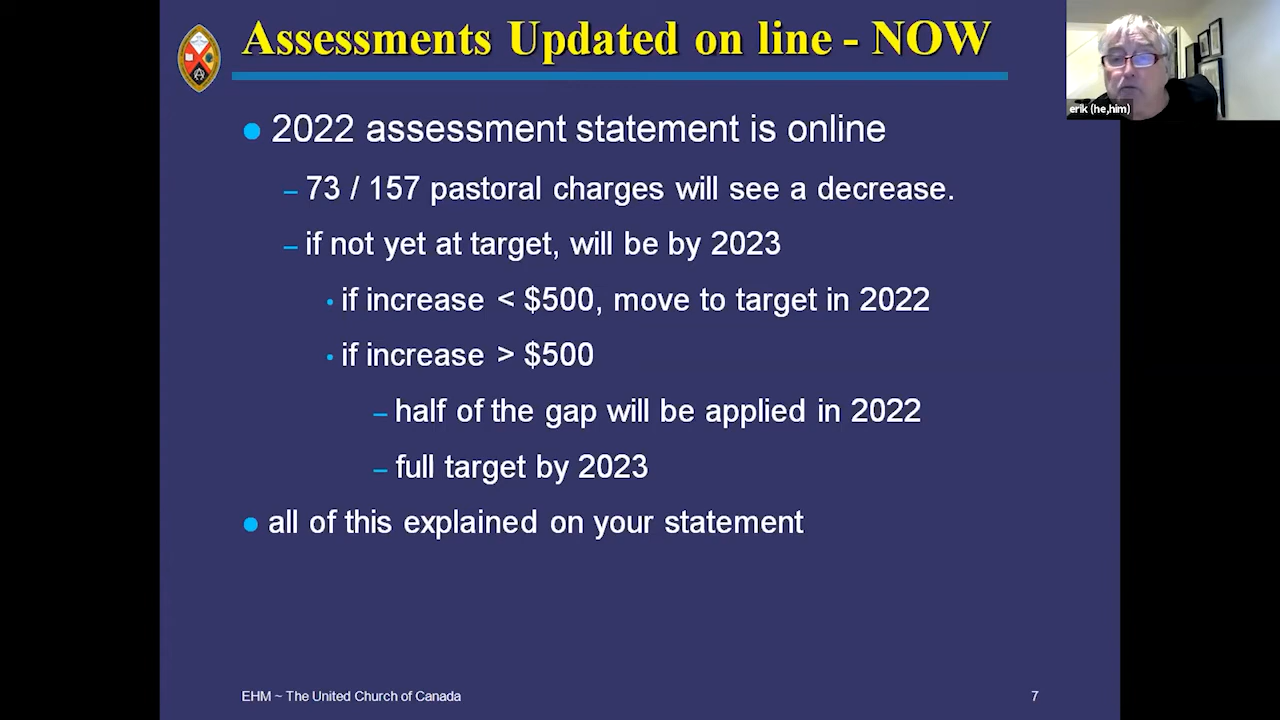 Assessments Updated on line - NOW
erik (he,him)
2022 assessment statement is online
– 73 / 157 pastoral charges will see a decrease.
– if not yet at target, will be by 2023
• if increase < $500, move to target in 2022
• if increase > $500
– half of the gap will be applied in 2022
– full target by 2023
all of this explained on your statement
EHM ~ The United Church of Canada
7